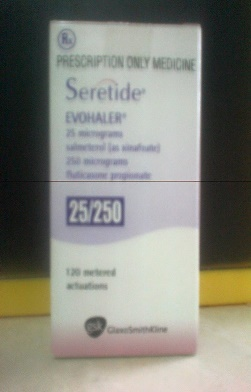 Rx
PRESCRIPTION ONLY MEDICINE
Seretide®
EVOHALER®
25 micrograms
salmeterol (as xinafoate)
250 micrograms
fluticasone propionate
25/250
120 metered
actuations
gsk GlaxoSmithKline